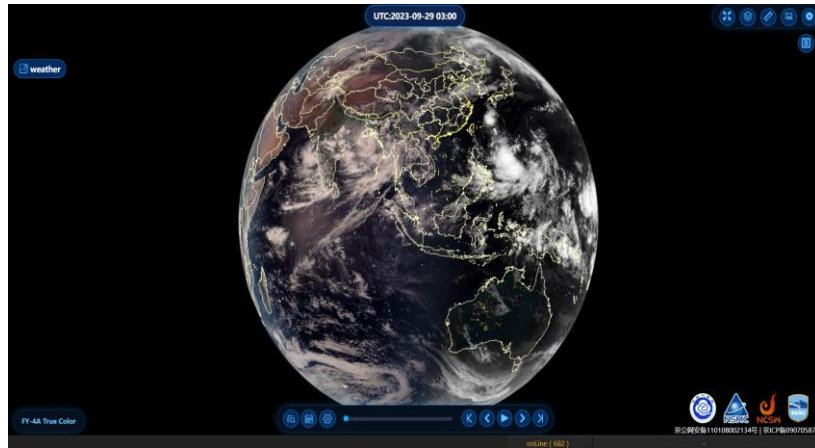 UTC:2023-09-29 03:00
weather
FY-4A True Color
NSMC
NCSW
京公网安备110108002134号 | 京ICP备09070587
onLine ( 682 )